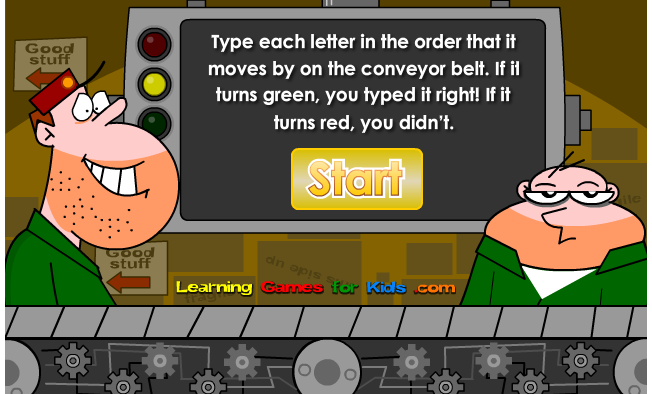 Good
stuff
Type each letter in the order that it
moves by on the conveyor belt. If it
turns green, you typed it right! If it
turns red, you didn't.
Start
Good
stuff
Learning Games for Kids .com